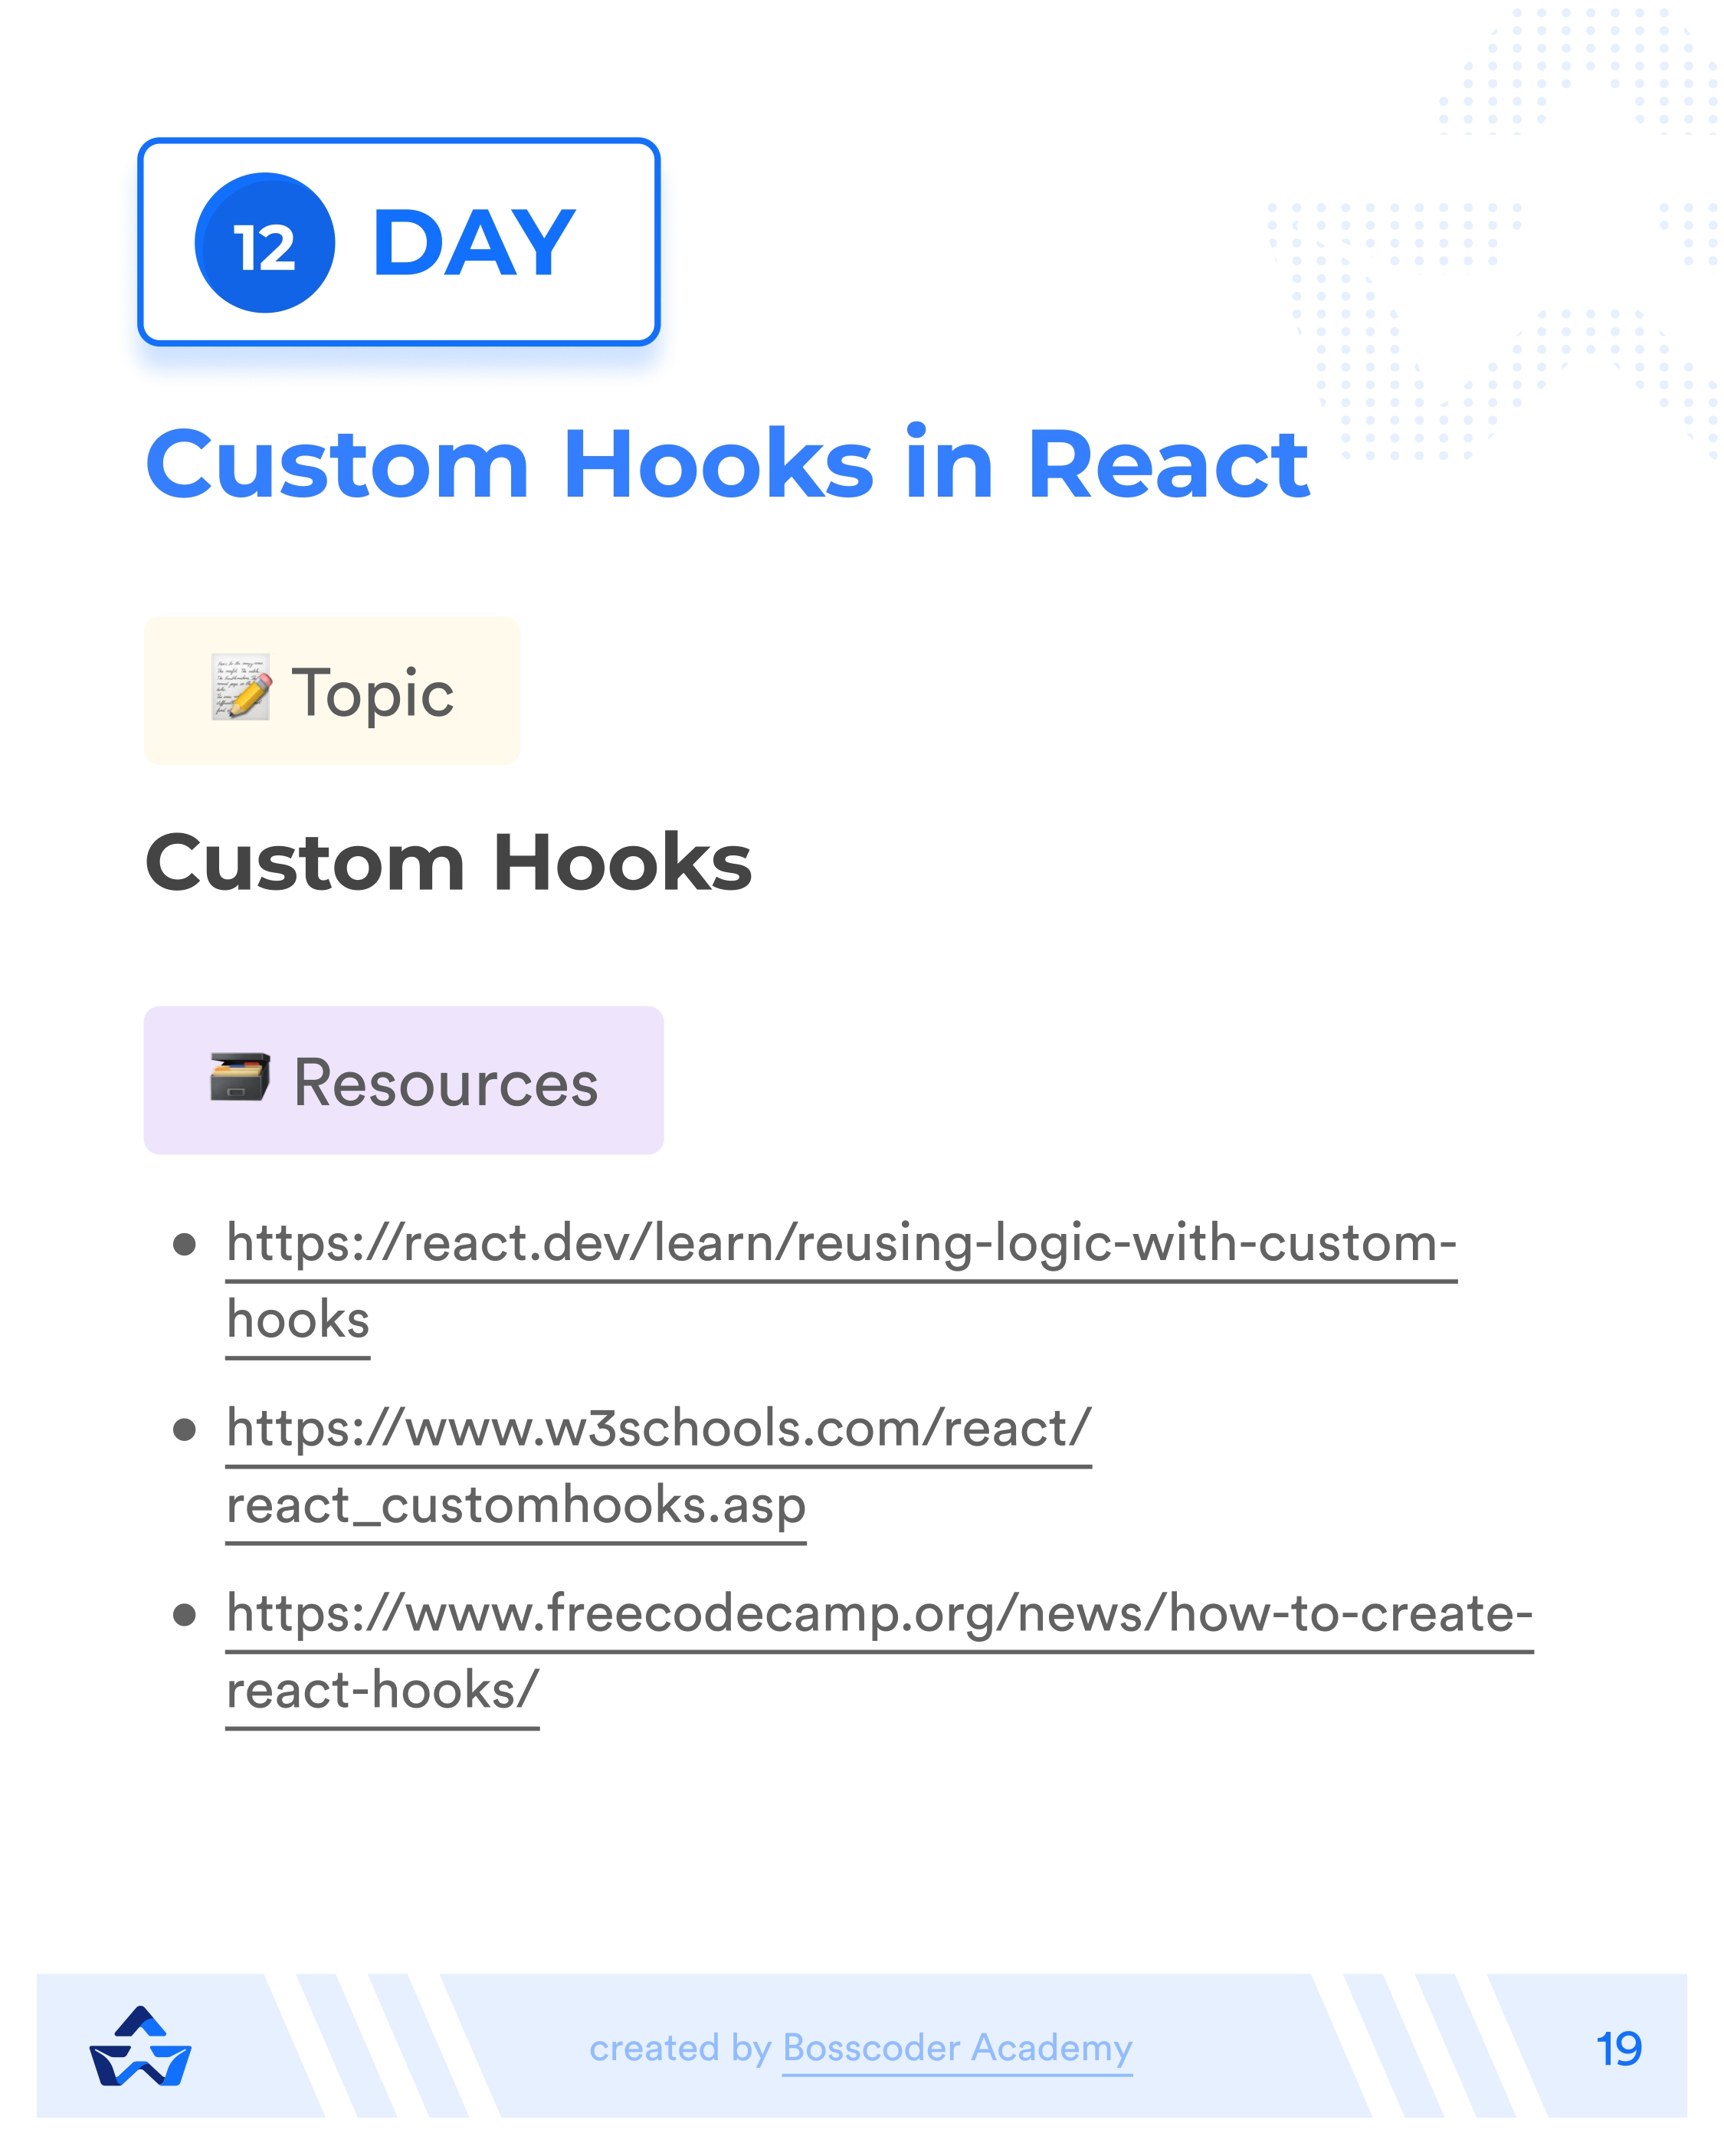 12 DAY
Custom Hooks in React
Topic
Custom Hooks
Resources
https://react.dev/learn/reusing-logic-with-custom-
hooks
https://www.w3schools.com/react/
react_customhooks.asp
https://www.freecodecamp.org/news/how-to-create-
react-hooks/
created by Bosscoder Academy
19